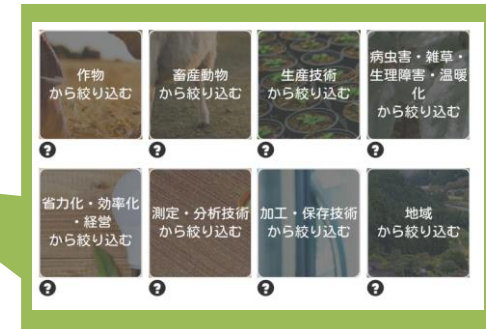 作物
から絞り込む
畜産動物
から絞り込む
生産技術
から絞り込む
病虫害・雑草・
生理障害・温暖
化
から絞り込む
?
?
?
?
省力化・効率化
・経営
から絞り込む
測定・分析技術
から絞り込む
加工・保存技術
から絞り込む
地域
から絞り込む
?
?
?
?